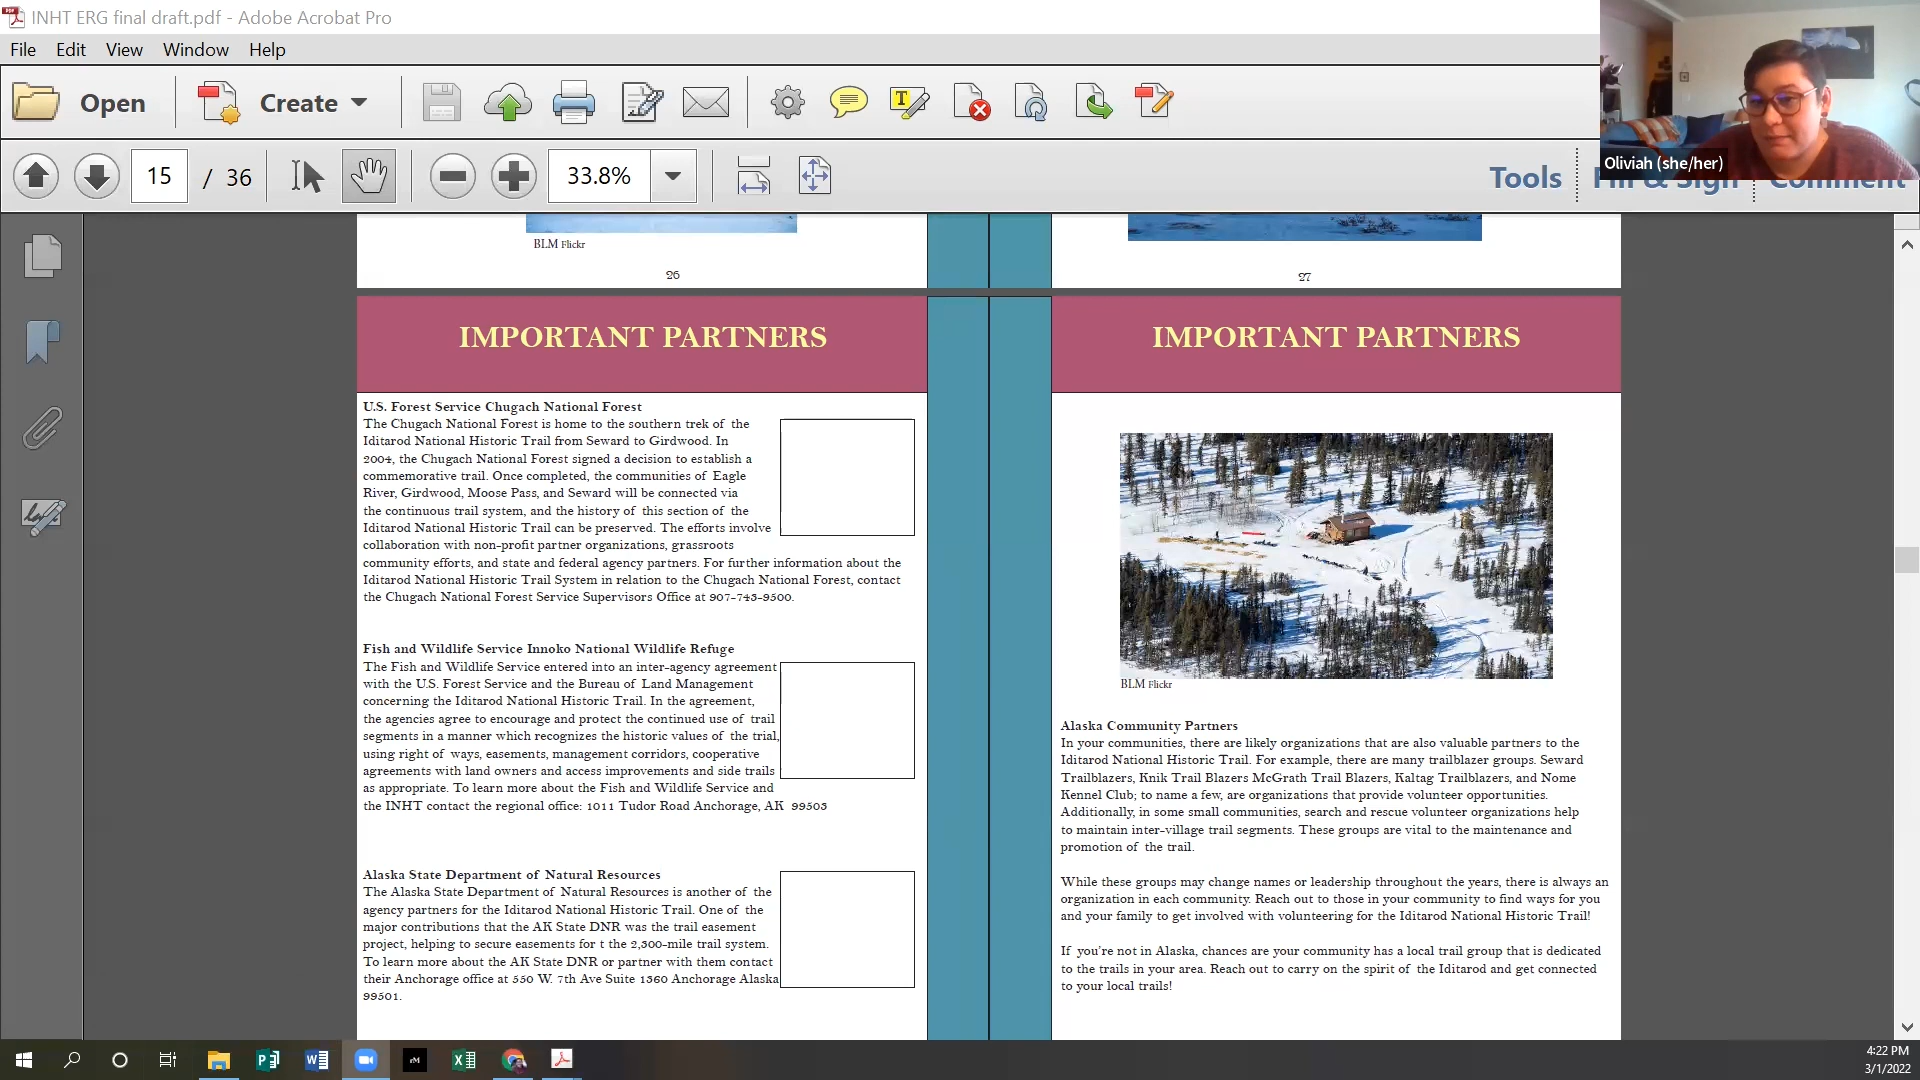 INHT ERG final draft.pdf - Adobe Acrobat Pro
File Edit View Window Help
Open Create
15 / 36 33.8% Tools Fill & Sign Comment
Oliviah (she/her)
BLM Flickr
26
27
IMPORTANT PARTNERS
U.S. Forest Service Chugach National Forest
The Chugach National Forest is home to the southern trek of the
Iditarod National Historic Trail from Seward to Girdwood. In
2004, the Chugach National Forest signed a decision to establish a
commemorative trail. Once completed, the communities of Eagle
River, Girdwood, Moose Pass, and Seward will be connected via
the continuous trail system, and the history of this section of the
Iditarod National Historic Trail can be preserved. The efforts involve
collaboration with non-profit partner organizations, grassroots
community efforts, and state and federal agency partners. For further information about the
Iditarod National Historic Trail System in relation to the Chugach National Forest, contact
the Chugach National Forest Service Supervisors Office at 907-743-9500.
Fish and Wildlife Service Innoko National Wildlife Refuge
The Fish and Wildlife Service entered into an inter-agency agreement
with the U.S. Forest Service and the Bureau of Land Management
concerning the Iditarod National Historic Trail. In the agreement,
the agencies agree to encourage and protect the continued use of trail
segments in a manner which recognizes the historic values of the trial,
using right of ways, easements, management corridors, cooperative
agreements with land owners and access improvements and side trails
as appropriate. To learn more about the Fish and Wildlife Service and
the INHT contact the regional office: 1011 Tudor Road Anchorage, AK 99503
Alaska State Department of Natural Resources
The Alaska State Department of Natural Resources is another of the
agency partners for the Iditarod National Historic Trail. One of the
major contributions that the AK State DNR was the trail easement
project, helping to secure easements for t the 2,300-mile trail system.
To learn more about the AK State DNR or partner with them contact
their Anchorage office at 550 W. 7th Ave Suite 1360 Anchorage Alaska
99501.
IMPORTANT PARTNERS
BLM Flickr
Alaska Community Partners
In your communities, there are likely organizations that are also valuable partners to the
Iditarod National Historic Trail. For example, there are many trailblazer groups. Seward
Trailblazers, Knik Trail Blazers McGrath Trail Blazers, Kaltag Trailblazers, and Nome
Kennel Club; to name a few, are organizations that provide volunteer opportunities.
Additionally, in some small communities, search and rescue volunteer organizations help
to maintain inter-village trail segments. These groups are vital to the maintenance and
promotion of the trail.
While these groups may change names or leadership throughout the years, there is always an
organization in each community. Reach out to those in your community to find ways for you
and your family to get involved with volunteering for the Iditarod National Historic Trail!
If you're not in Alaska, chances are your community has a local trail group that is dedicated
to the trails in your area. Reach out to carry on the spirit of the Iditarod and get connected
to your local trails!
4:22 PM
3/1/2022